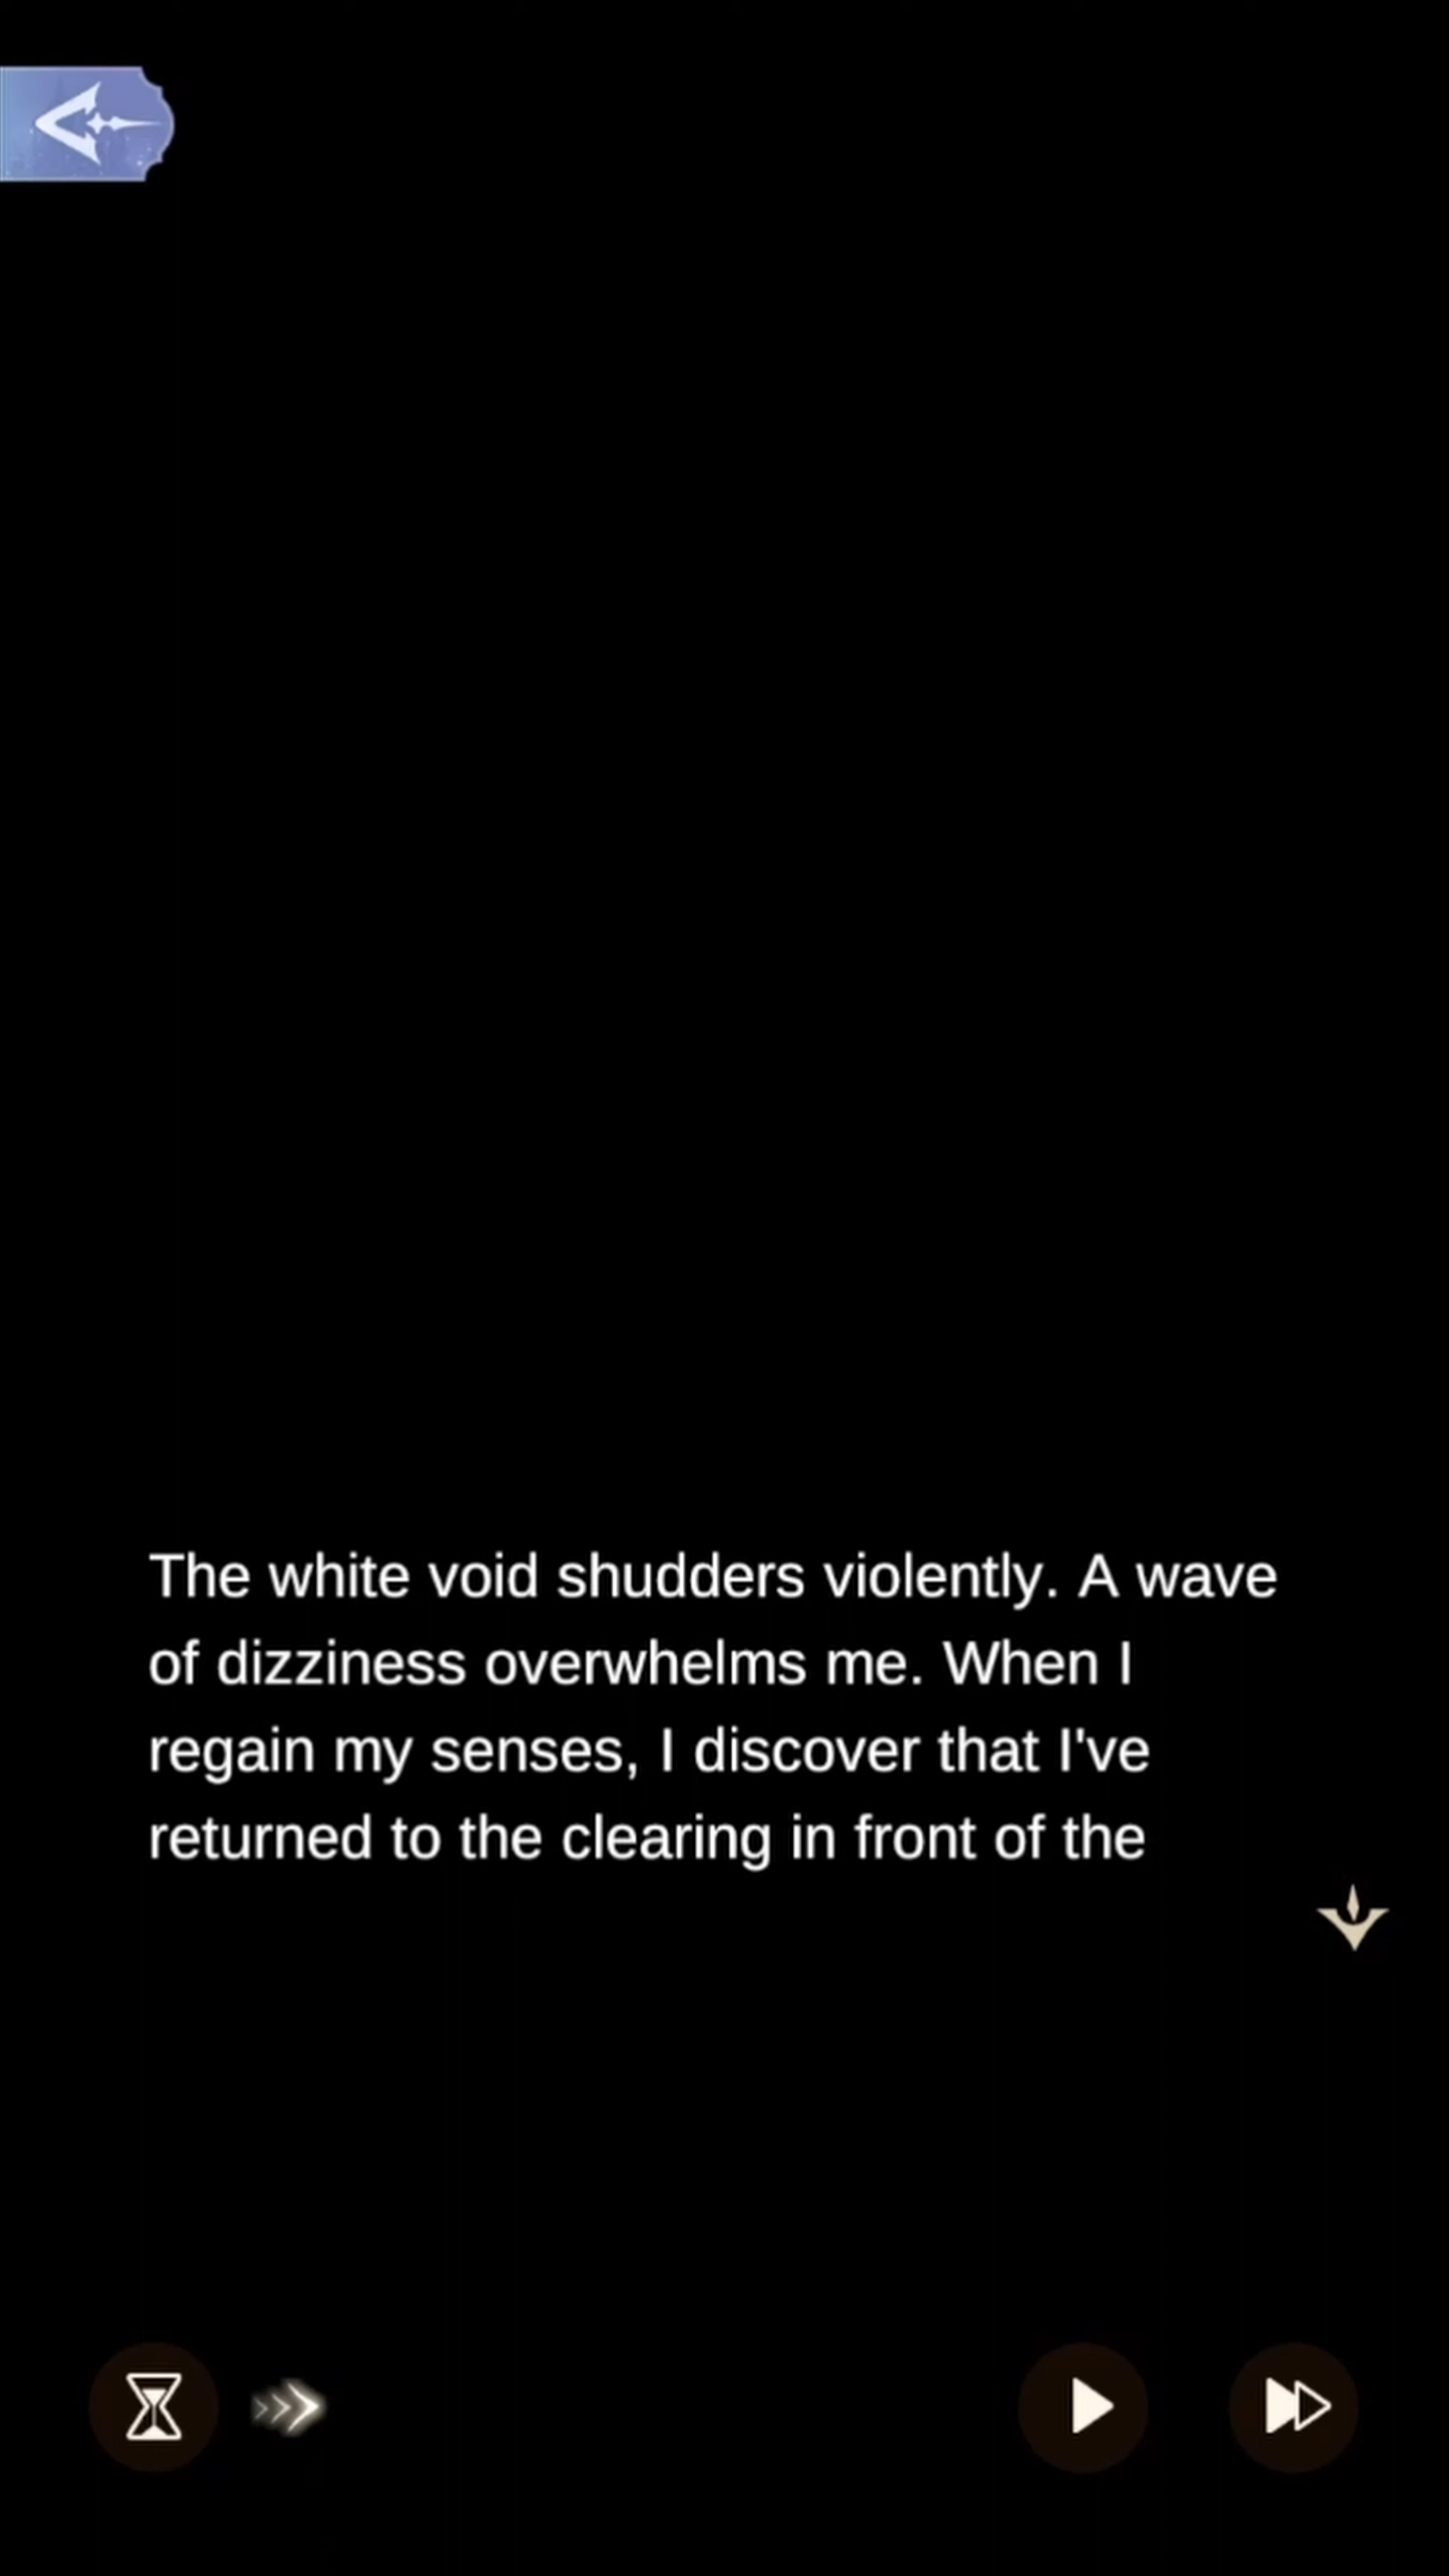 The white void shudders violently. A wave
of dizziness overwhelms me. When I
regain my senses, I discover that I've
returned to the clearing in front of the